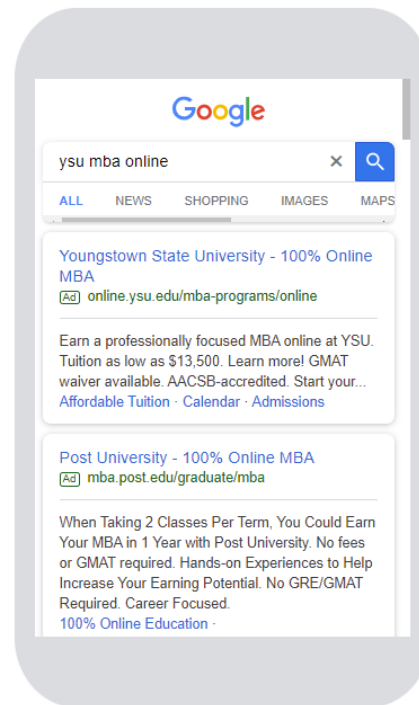 Google
ysu mba online
ALL NEWS SHOPPING IMAGES MAPS
Youngstown State University - 100% Online
MBA
Ad online.ysu.edu/mba-programs/online
Earn a professionally focused MBA online at YSU.
Tuition as low as $13,500. Learn more! GMAT
waiver available. AACSB-accredited. Start your...
Affordable Tuition · Calendar · Admissions
Post University - 100% Online MBA
Ad mba.post.edu/graduate/mba
When Taking 2 Classes Per Term, You Could Earn
Your MBA in 1 Year with Post University. No fees
or GMAT required. Hands-on Experiences to Help
Increase Your Earning Potential. No GRE/GMAT
Required. Career Focused.
100% Online Education ·